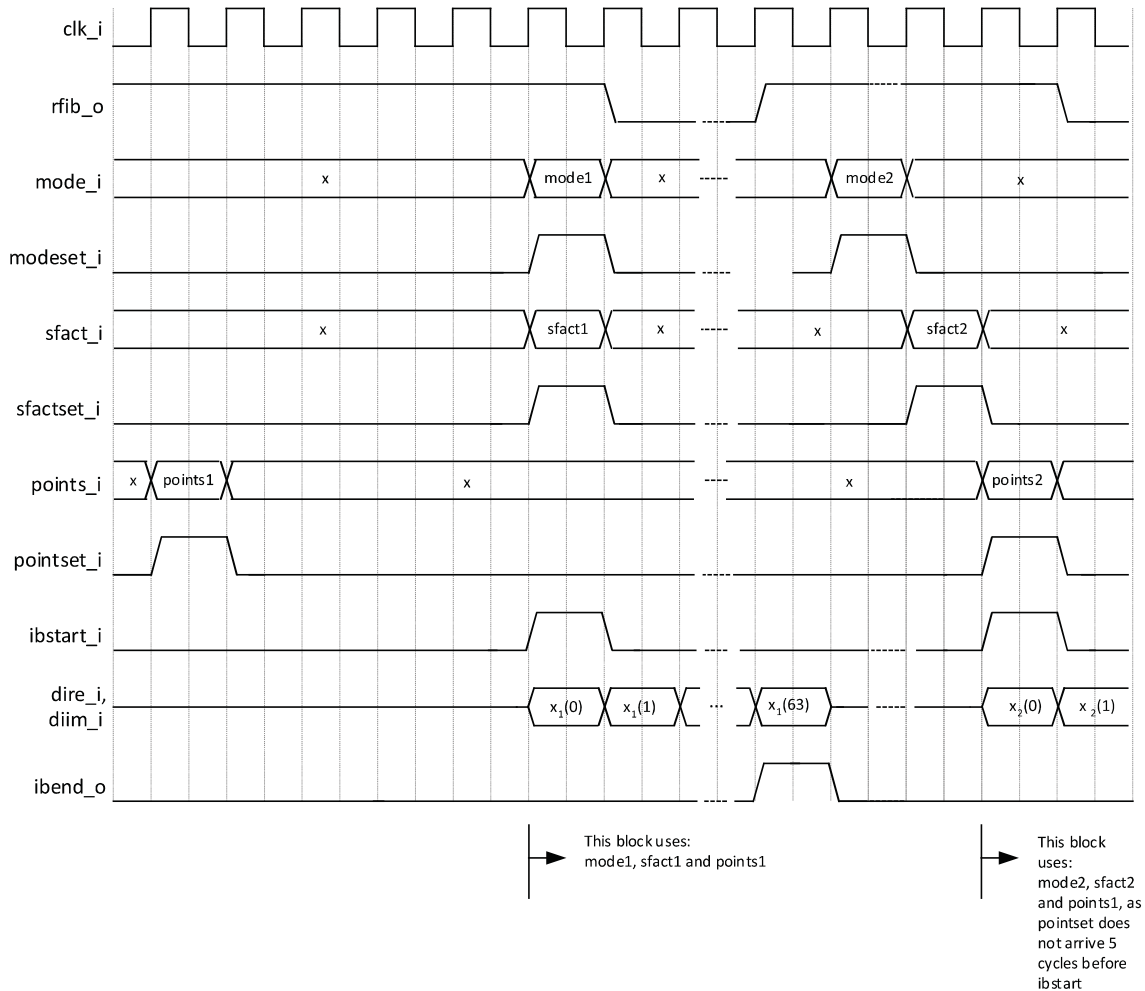 clk_i
rfib_o
mode_i
x
mode1
x
mode2
x
modeset_i
sfact_i
x
sfact1
x
x
sfact2
x
sfactset_i
points_i
x
points1
x
x
points2
pointset_i
ibstart_i
dire_i,
diim_i
x1(0)
x1(1)
...
x1(63)
x2(0)
x2(1)
ibend_o
This block uses:
mode1, sfact1 and points1
This block
uses:
mode2, sfact2
and points1, as
pointset does
not arrive 5
cycles before
ibstart